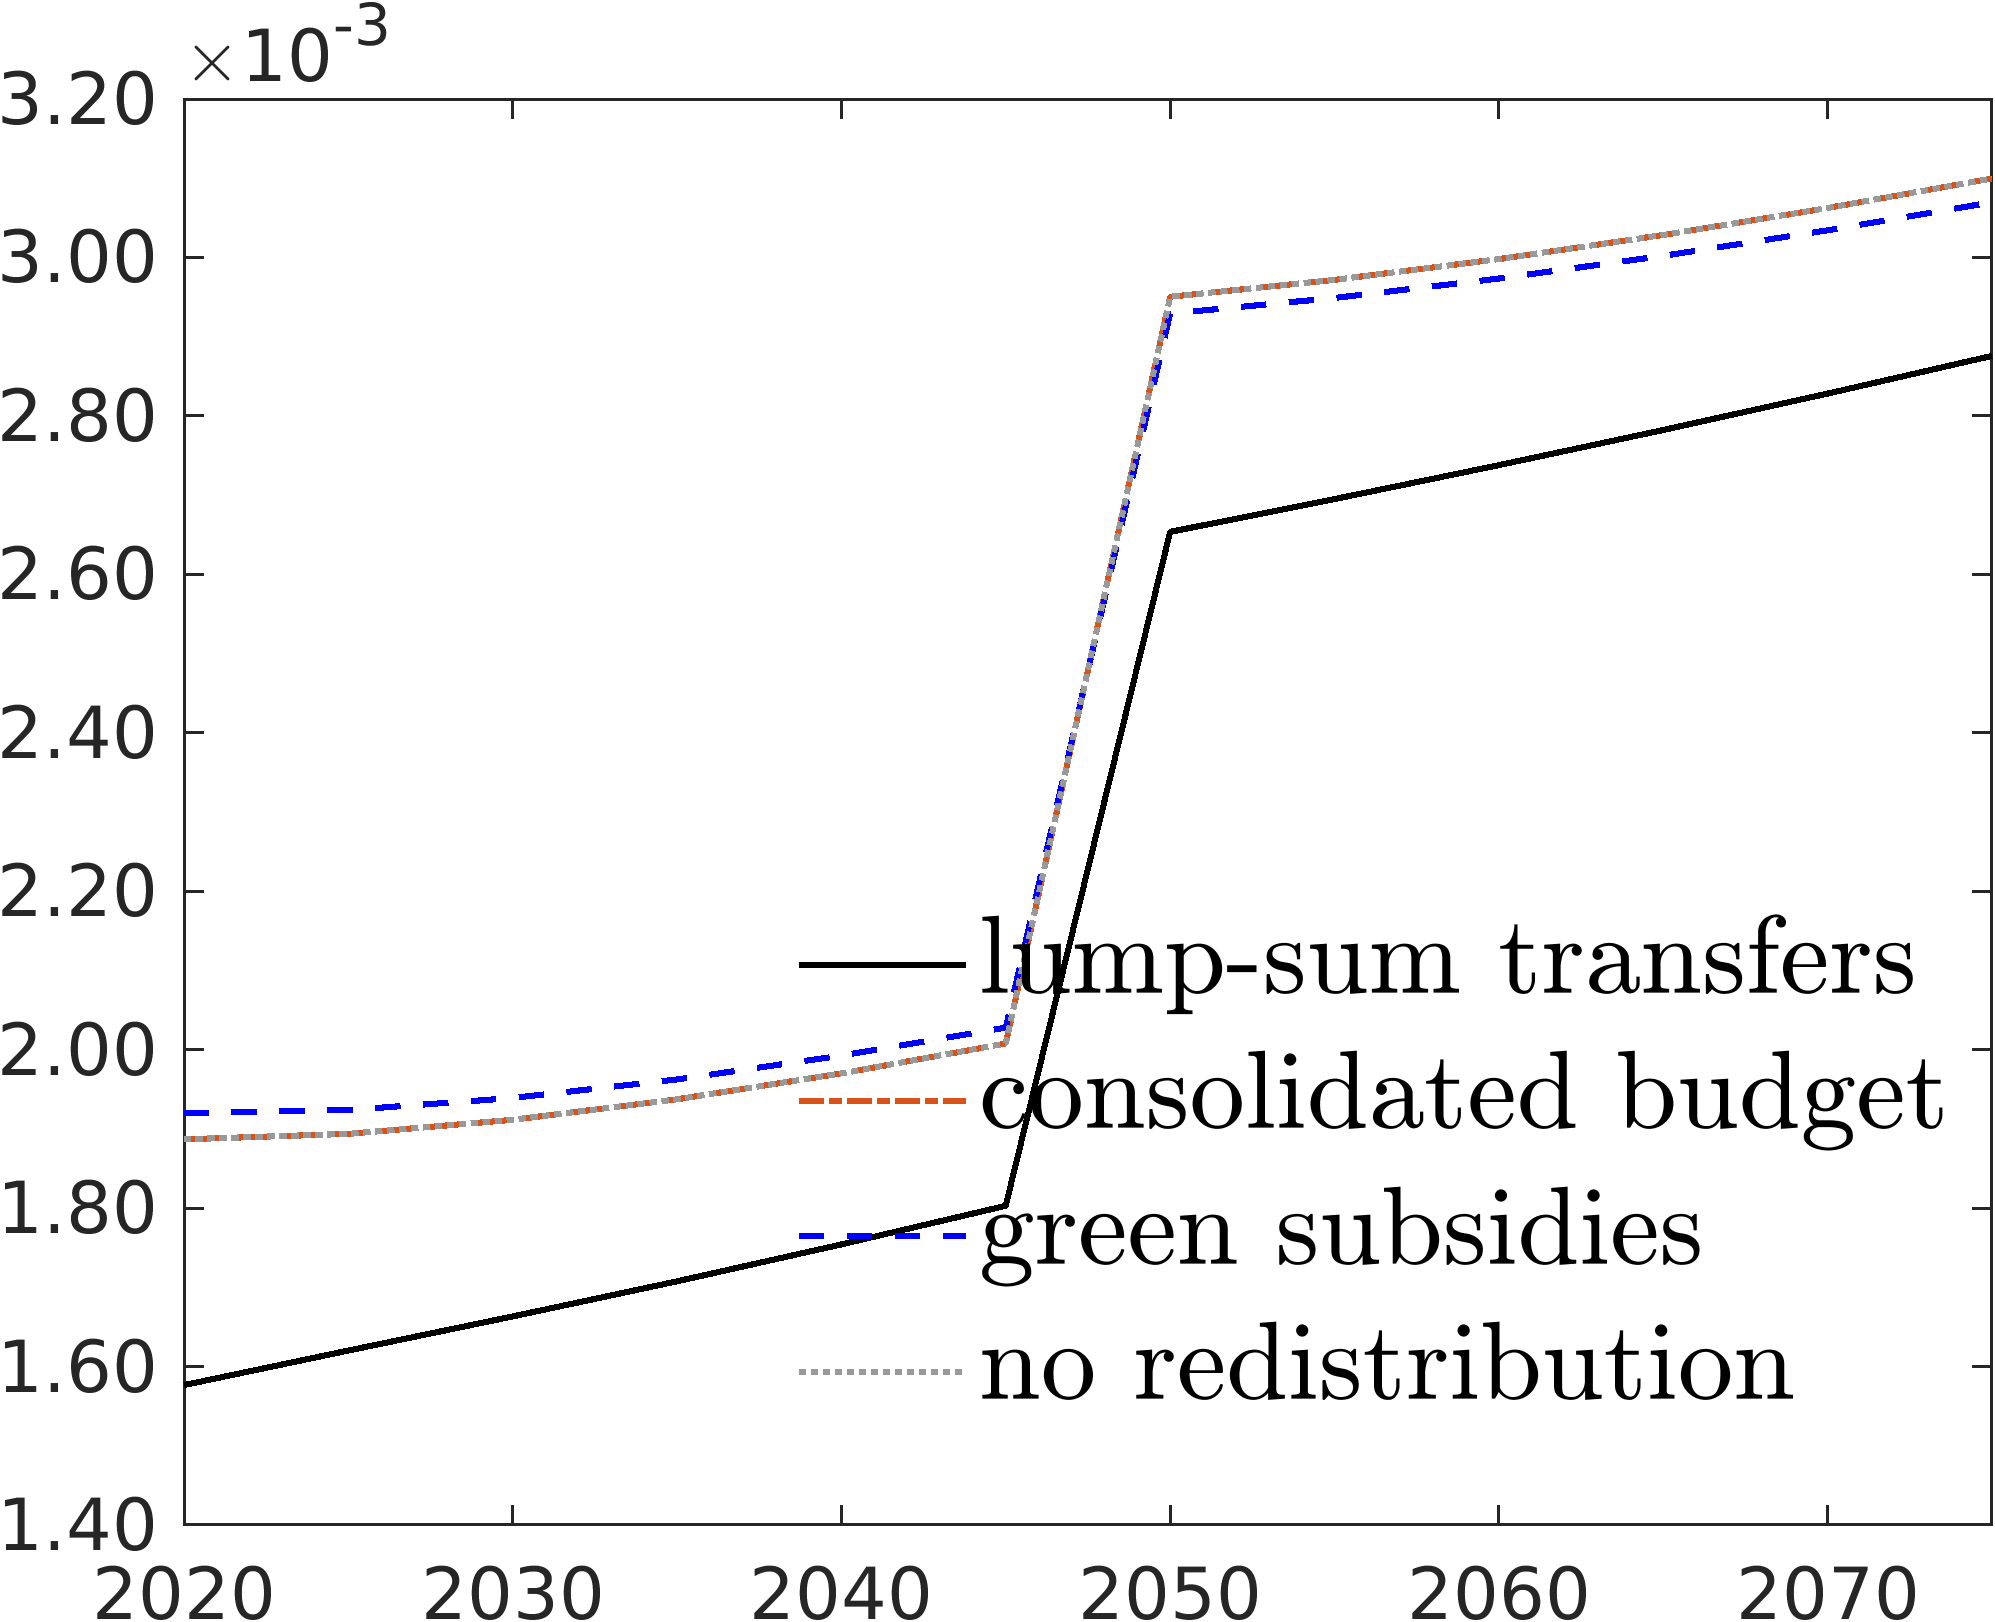 ×10-3
3.20
3.00
2.80
2.60
2.40
2.20
2.00
1.80
1.60
1.40
lump-sum transfers
consolidated budget
green subsidies
no redistribution
2020 2030 2040 2050 2060 2070